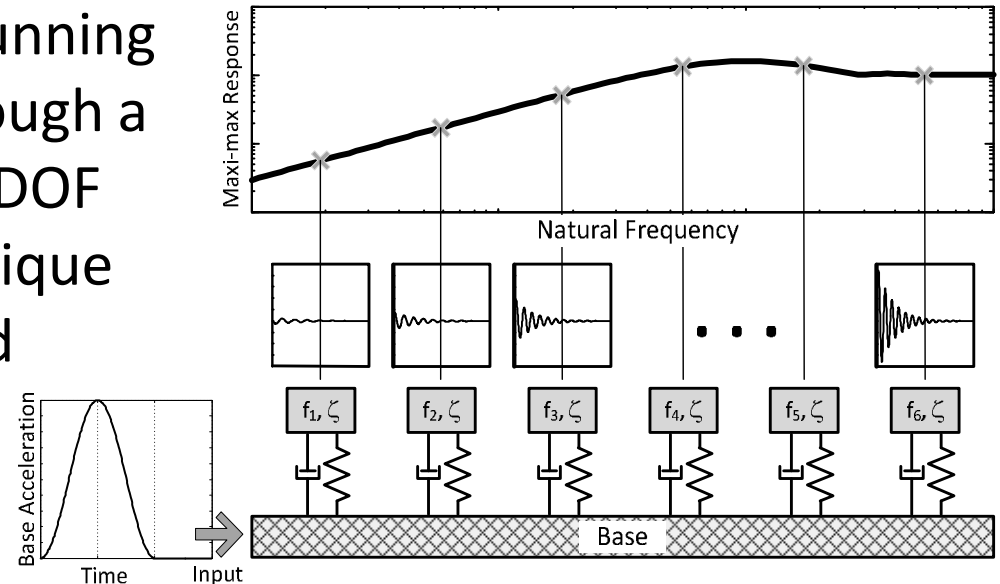 unning
ough a
DOF
ique
d
Maxi-max Response
Natural Frequency
f₁, ζ
f₂, ζ
f₃, ζ
f₄, ζ
f₅, ζ
f₆, ζ
Base Acceleration
Time
Input
Base